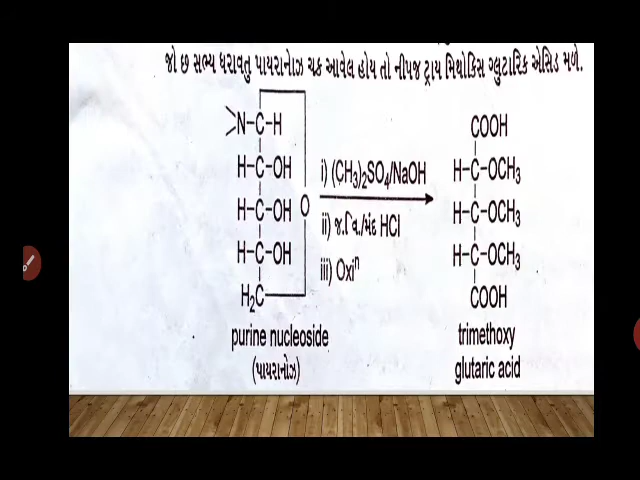 જો છ સભ્ય ધરાવતુ પાયરાનોઝ ચક્ર આવેલ હોય તો નીપજ ટ્રાય મિથોક્સિ ગ્લુટારિક એસિડ મળે.
>N–C–H
H–C–OH
H–C–OH O
H–C–OH
H₂C
purine nucleoside
(પાયરાનોઝ)
i) (CH₃)₂SO₄/NaOH
ii) જ.વિ./મંદ HCl
iii) Oxiⁿ
COOH
H–C–OCH₃
H–C–OCH₃
H–C–OCH₃
COOH
trimethoxy
glutaric acid